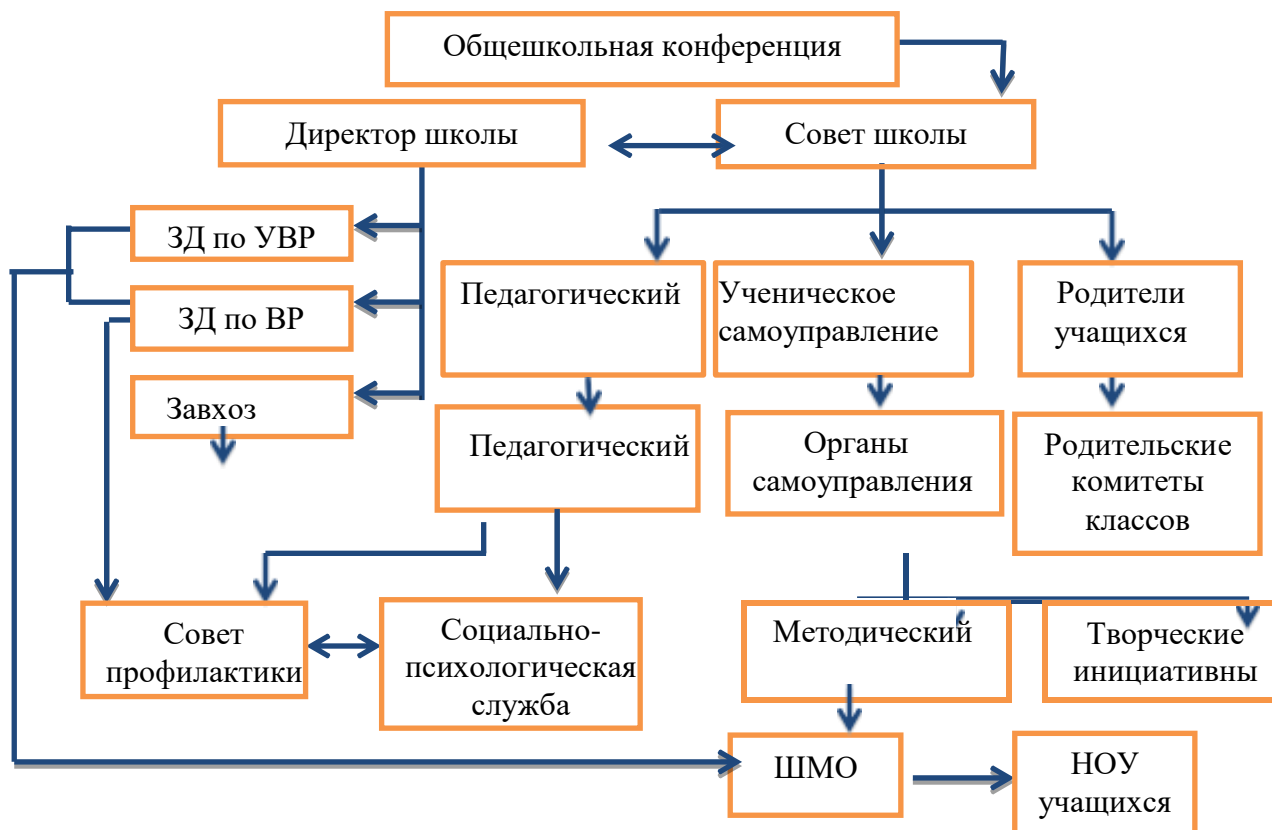 Общешкольная конференция
Директор школы
Совет школы
ЗД по УВР
ЗД по ВР
Завхоз
Педагогический
Ученическое
самоуправление
Родители
учащихся
Педагогический
Органы
самоуправления
Родительские
комитеты
классов
Совет
профилактики
Социально-
психологическая
служба
Методический
Творческие
инициативны
ШМО
НОУ
учащихся